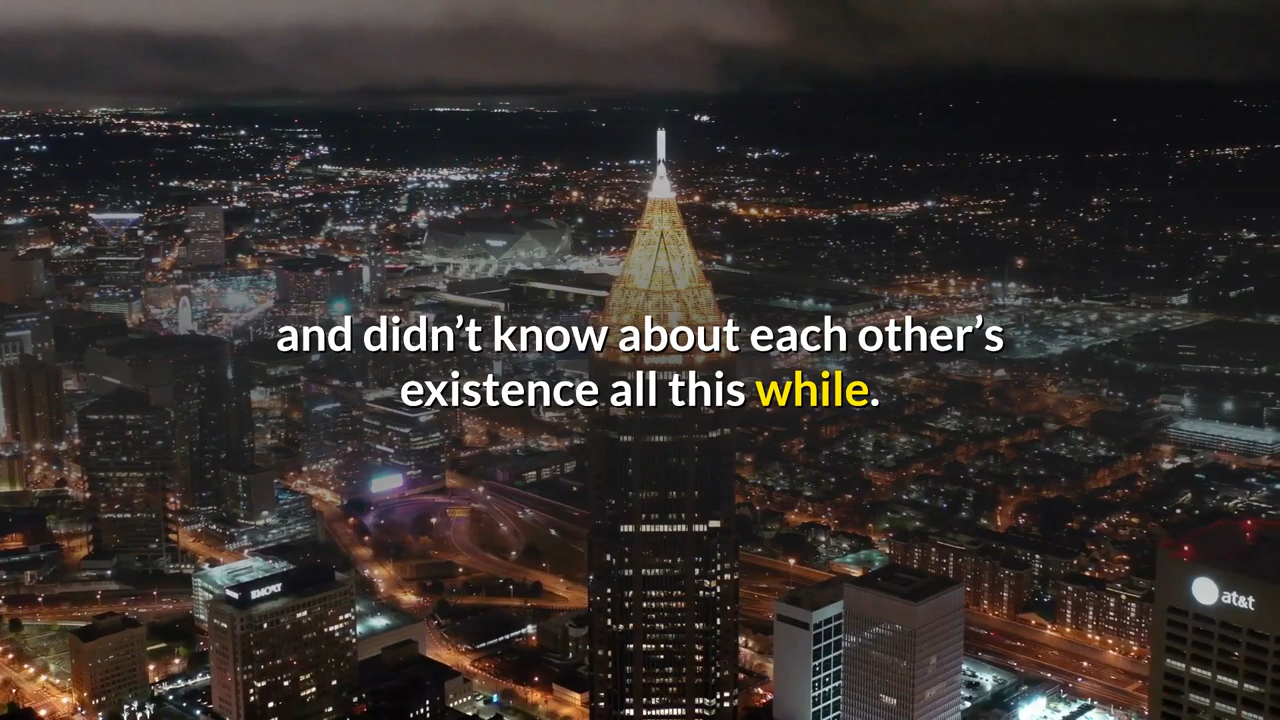 and didn’t know about each other’s
existence all this while.
EMORY
at&t